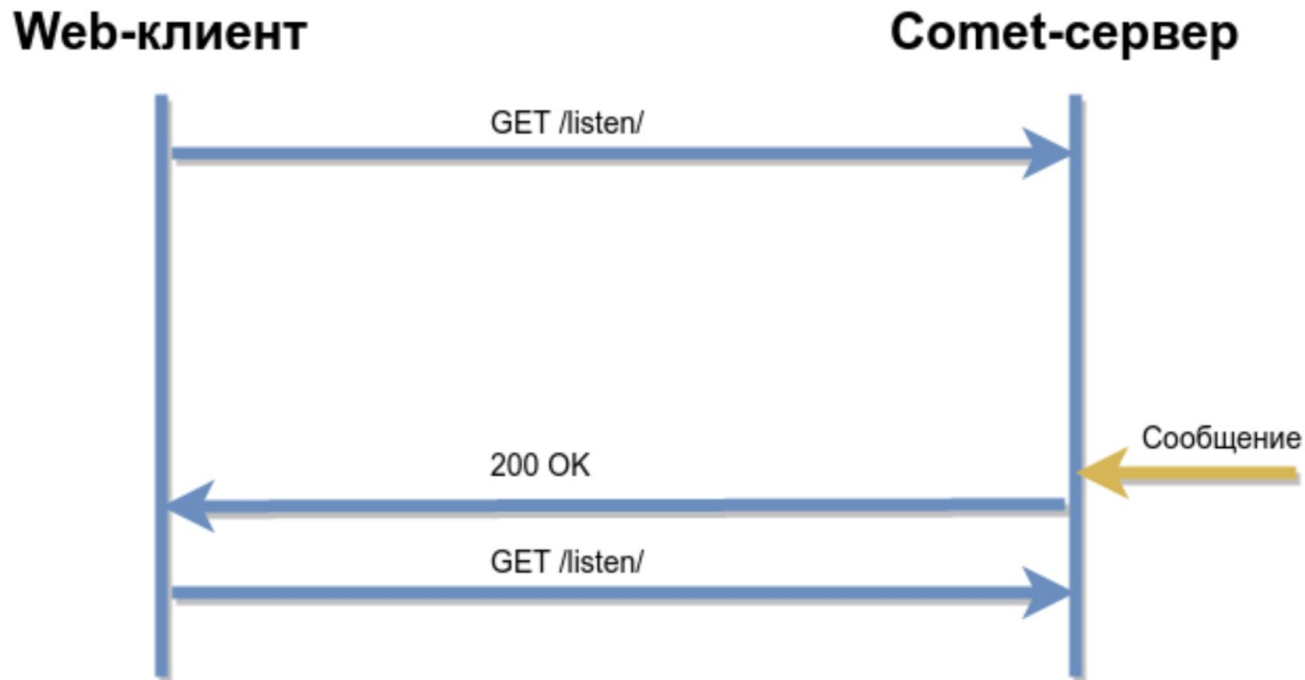 Web-клиент
Comet-сервер
GET /listen/
Сообщение
200 OK
GET /listen/